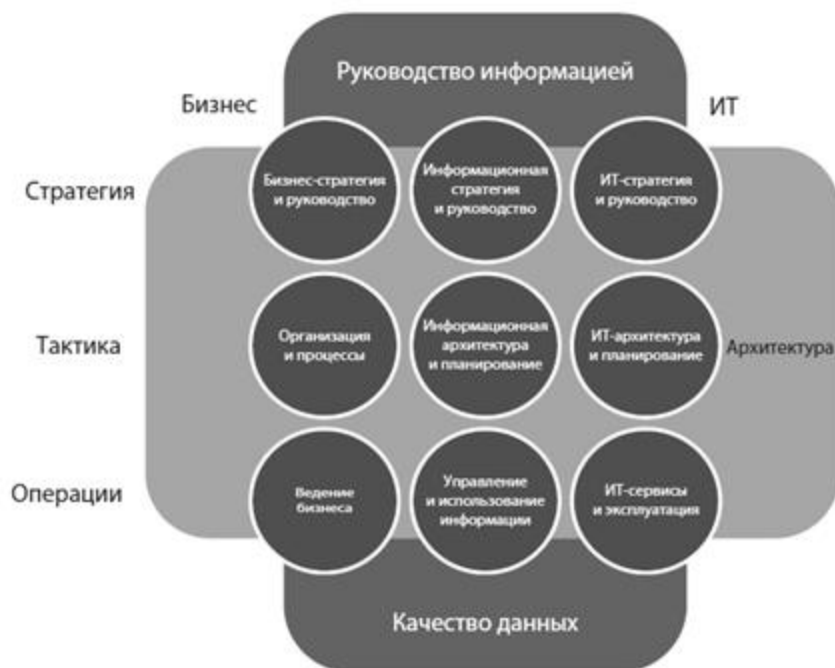 Руководство информацией
Бизнес
ИТ
Стратегия
Бизнес-стратегия
и руководство
Информационная
стратегия
и руководство
ИТ-стратегия
и руководство
Тактика
Организация
и процессы
Информационная
архитектура
и планирование
ИТ-архитектура
и планирование
Архитектура
Операции
Ведение
бизнеса
Управление
и использование
информации
ИТ-сервисы
и эксплуатация
Качество данных